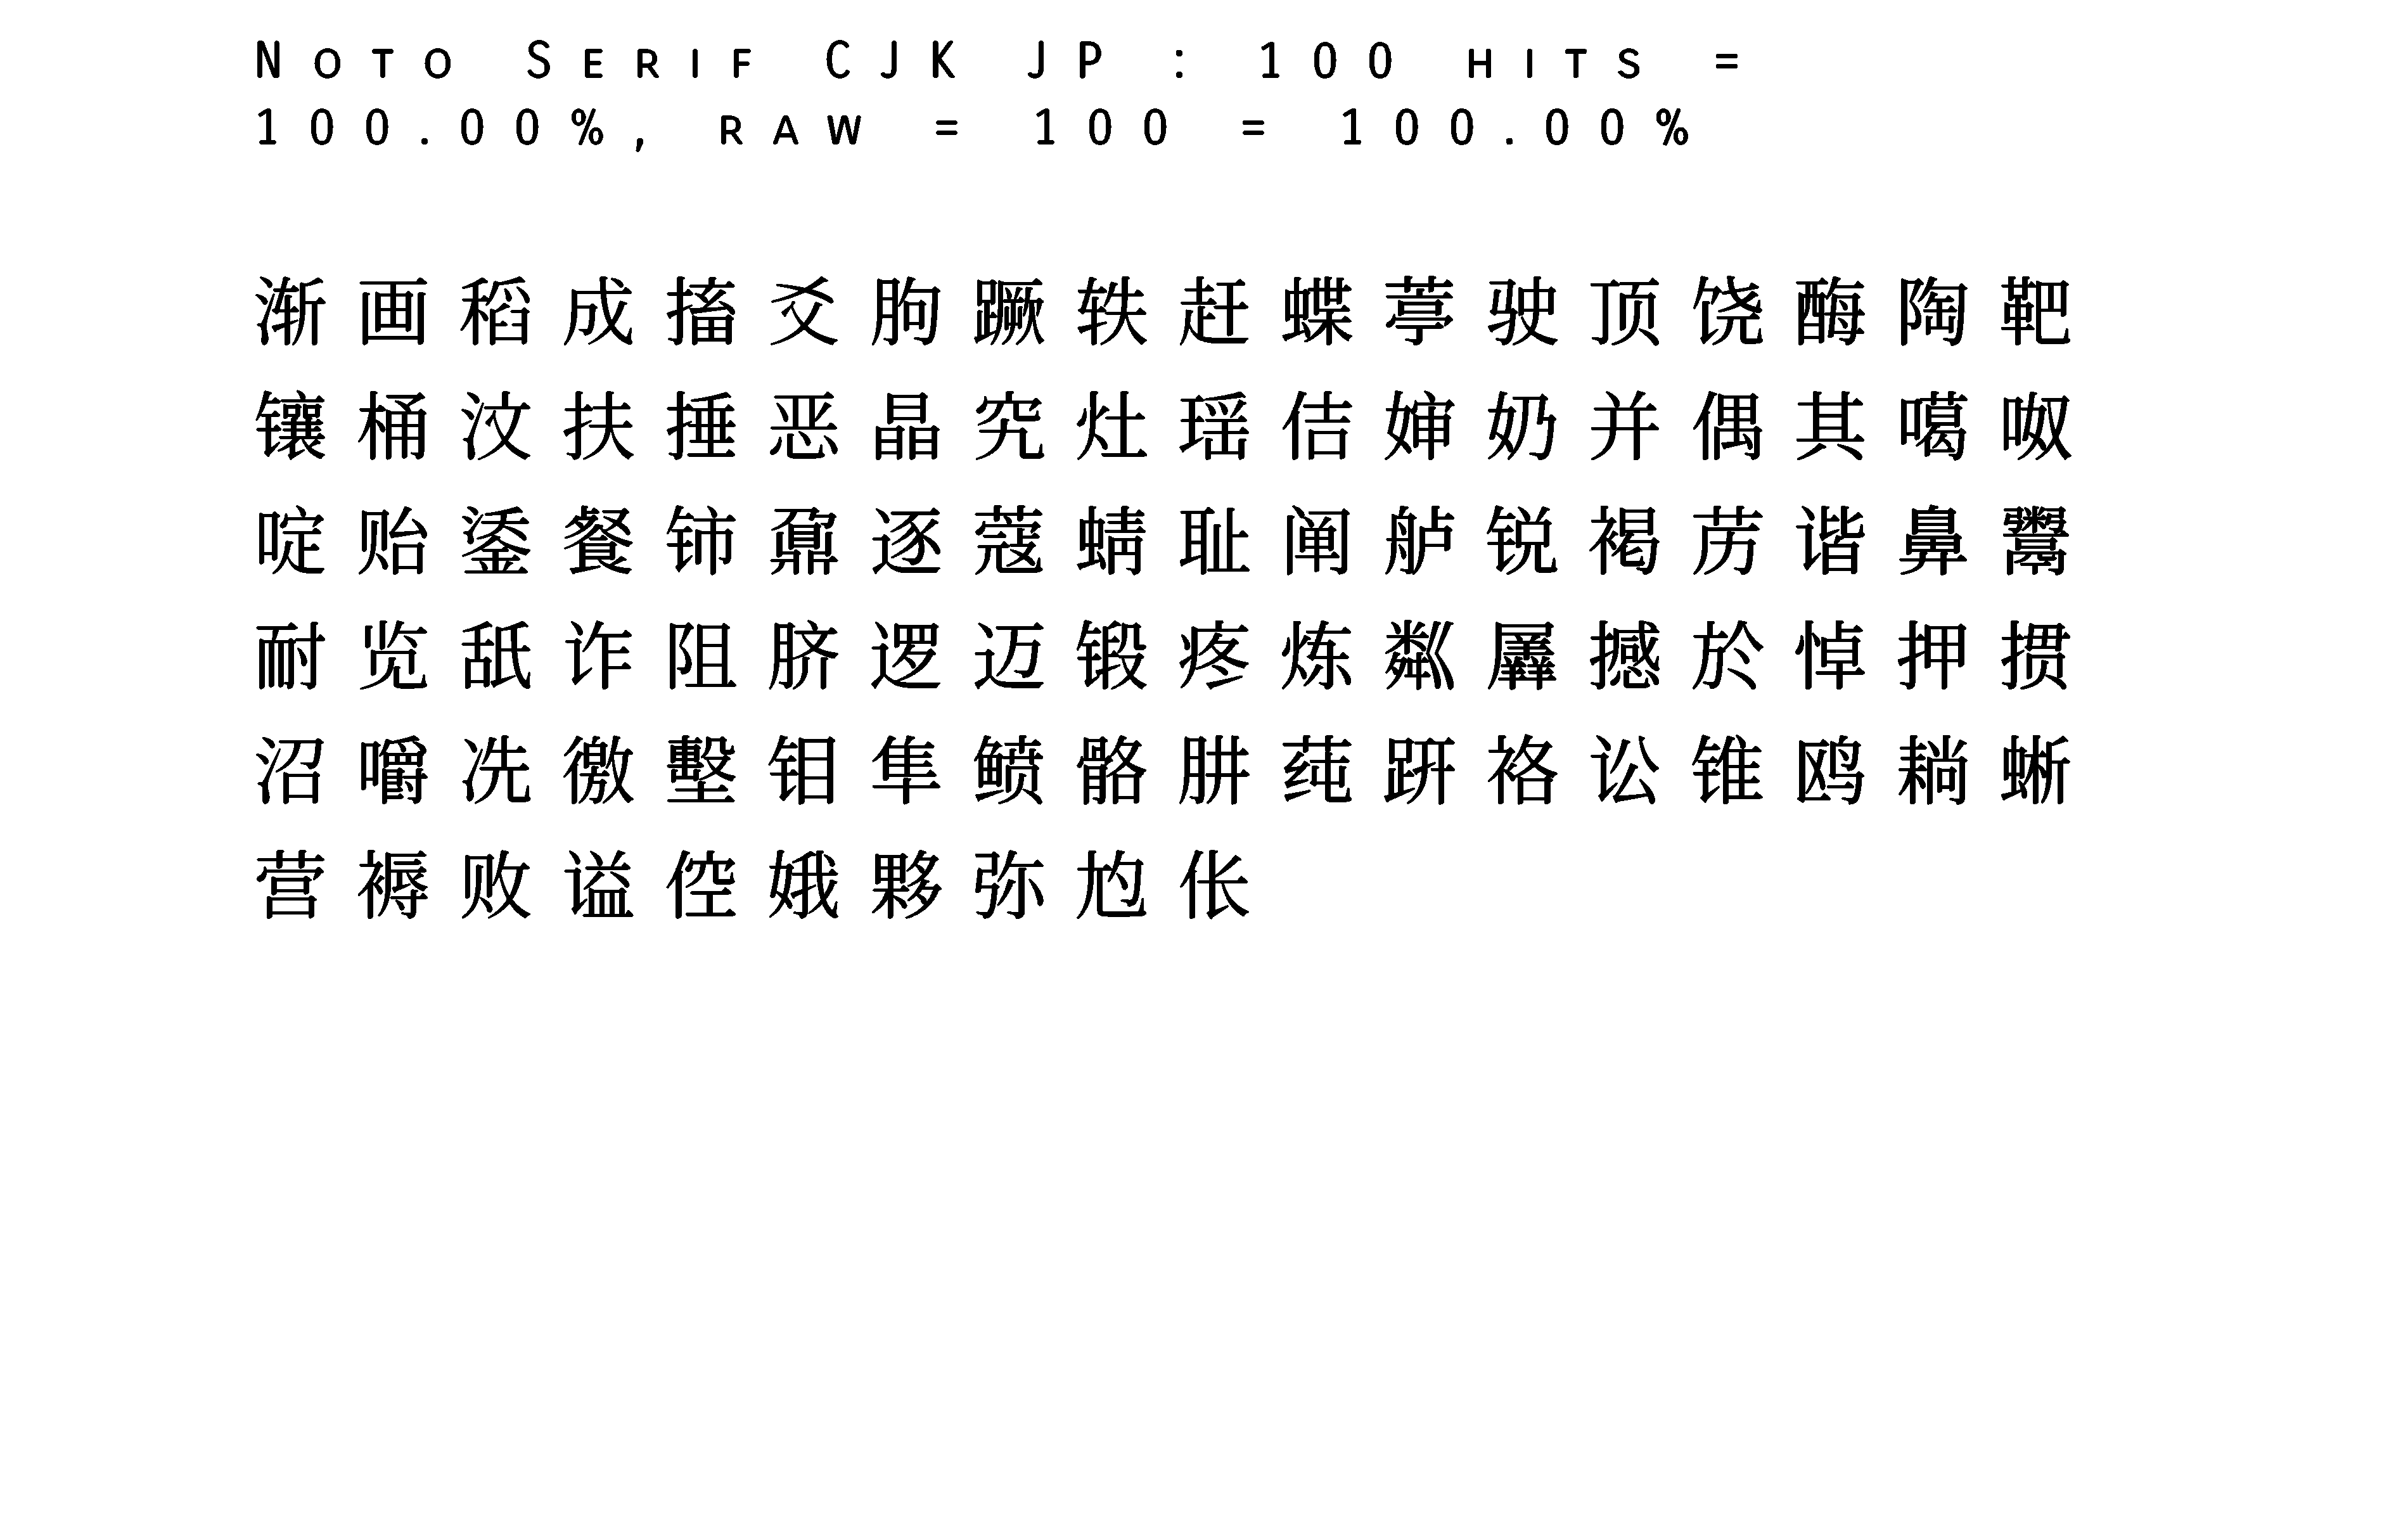 Noto Serif CJK JP : 100 hits =
100.00%, raw = 100 = 100.00%
渐画稻成搐爻朐蹶轶赶蝶葶驶顶饶酶陶靶
镶桶汶扶捶恶晶究灶瑶佶婶奶并偶其噶呶
啶贻鋈餐铈鼐逐蔻蜻耻阐舻锐褐苈谐鼻鬻
耐览舐诈阻脐逻迈锻疼炼粼羼撼於悼押掼
沼嚼冼徼墼钼隼鲼骼肼莼趼袼讼锥鸥耥蜥
营褥败谥倥娥夥弥尥伥